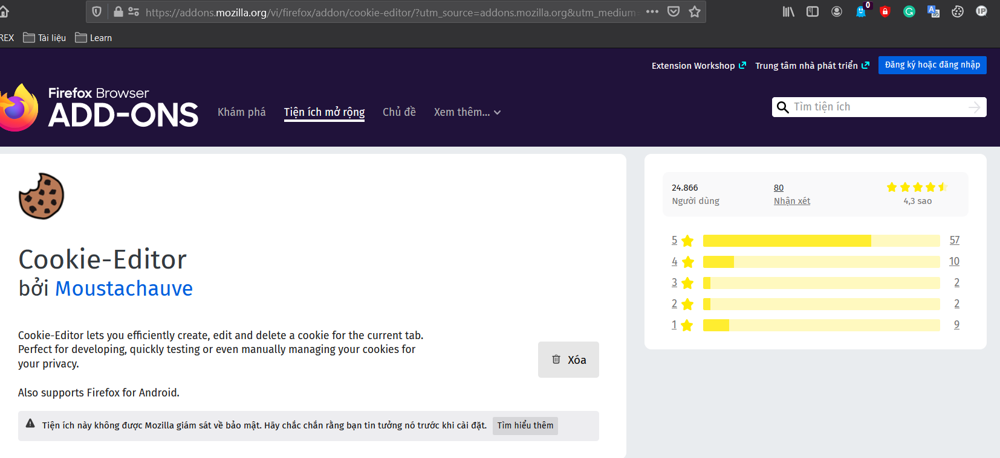 https://addons.mozilla.org/vi/firefox/addon/cookie-editor/?utm_source=addons.mozilla.org&utm_medium=
0
IP
REX Tài liệu Learn
Extension Workshop Trung tâm nhà phát triển Đăng ký hoặc đăng nhập
Firefox Browser
ADD-ONS
Khám phá Tiện ích mở rộng Chủ đề Xem thêm... Tìm tiện ích
Cookie-Editor
bởi Moustachauve
Cookie-Editor lets you efficiently create, edit and delete a cookie for the current tab.
Perfect for developing, quickly testing or even manually managing your cookies for
your privacy.
Also supports Firefox for Android.
Xóa
Tiện ích này không được Mozilla giám sát về bảo mật. Hãy chắc chắn rằng bạn tin tưởng nó trước khi cài đặt. Tìm hiểu thêm
24.866 80
Người dùng Nhận xét 4,3 sao
5 57
4 10
3 2
2 2
1 9